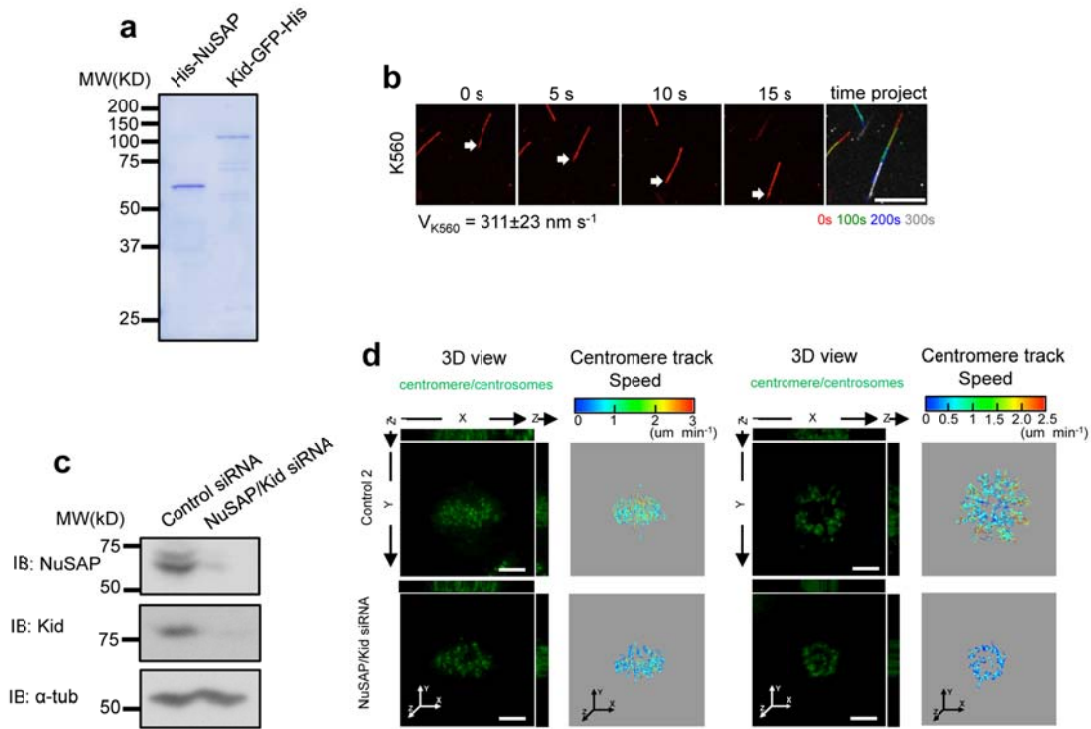 a
His-NuSAP
Kid-GFP-His
MW(KD)
200
150
100
75
50
37
25
b
0 s 5 s 10 s 15 s time project
K560
V K560 = 311±23 nm s-1
0s 100s 200s 300s
c
Control siRNA
NuSAP/Kid siRNA
MW(kD)
IB: NuSAP
75
50
IB: Kid
75
IB: α-tub
50
d
3D view
centromere/centrosomes
Centromere track
Speed
0 1 2 3
(um min-1)
3D view
centromere/centrosomes
Centromere track
Speed
0 0.5 1 1.5 2.0 2.5
(um min-1)
Z X Z
Y
Z X Z
Y
Control 2
NuSAP/Kid siRNA
Y
X
Z
Y
X
Z
Y
X
Z
Y
X
Z